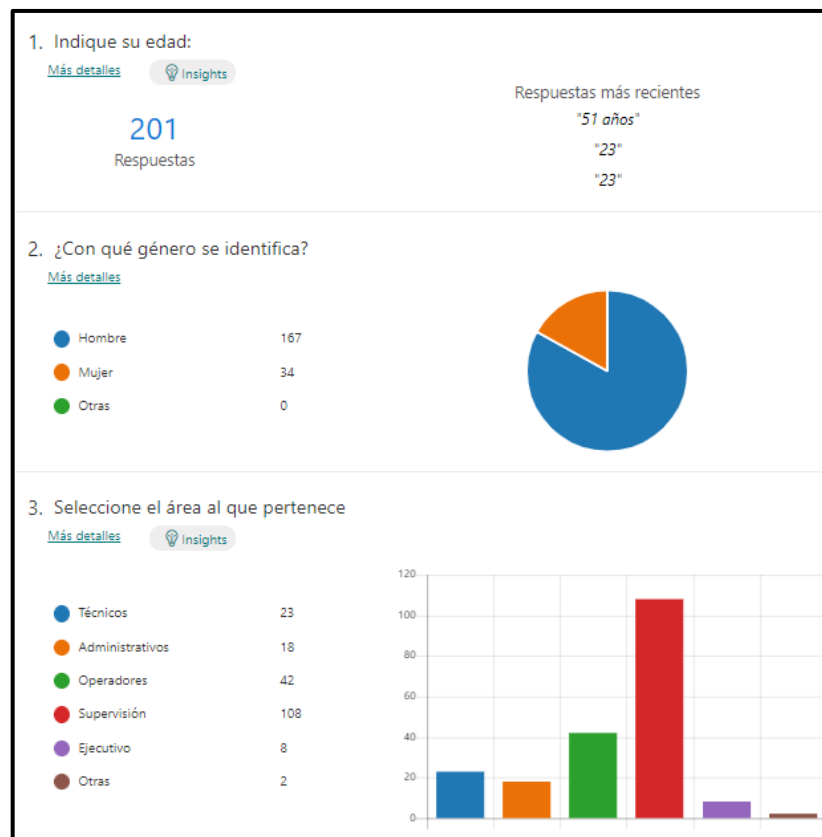 1. Indique su edad:
Más detalles
Insights
201
Respuestas
Respuestas más recientes
"51 años"
"23"
"23"
2. ¿Con qué género se identifica?
Más detalles
Hombre 167
Mujer 34
Otras 0
3. Seleccione el área al que pertenece
Más detalles
Insights
Técnicos 23
Administrativos 18
Operadores 42
Supervisión 108
Ejecutivo 8
Otras 2
120
100
80
60
40
20
0